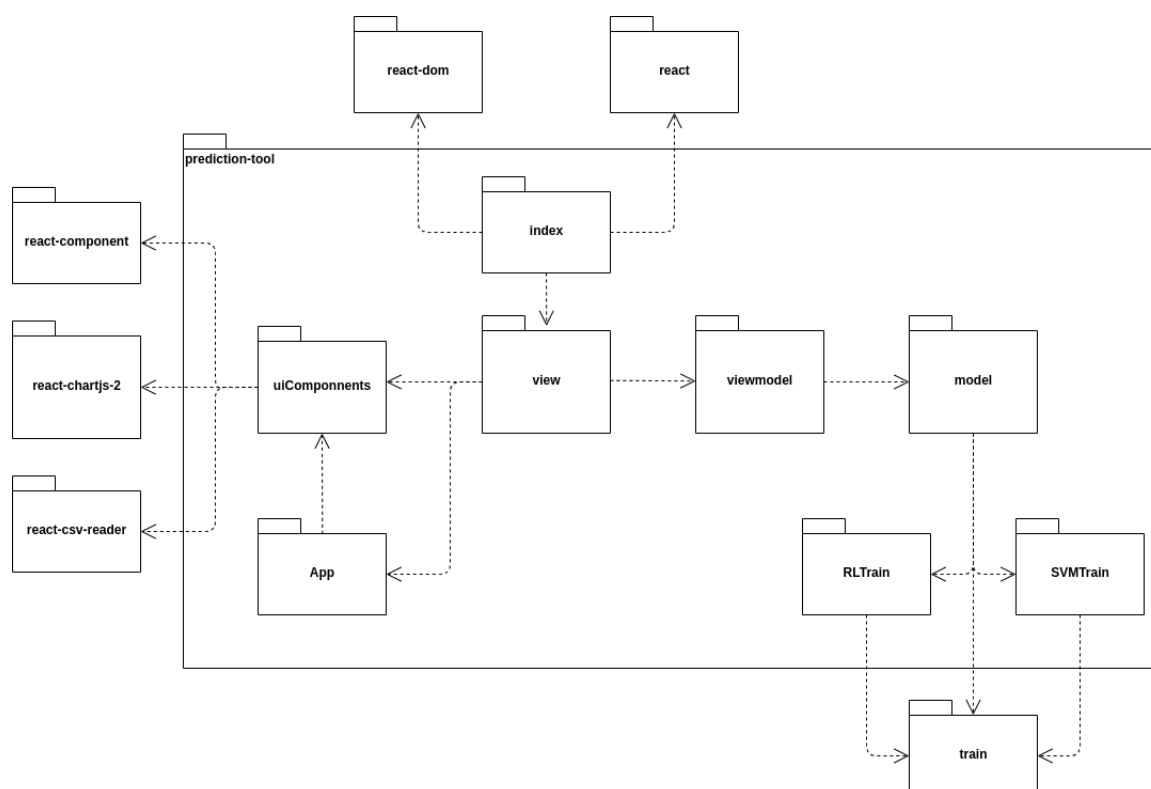 react-dom
react
prediction-tool
index
react-component
react-chartjs-2
uiComponnents
view
viewmodel
model
react-csv-reader
App
RLTrain
SVMTrain
train